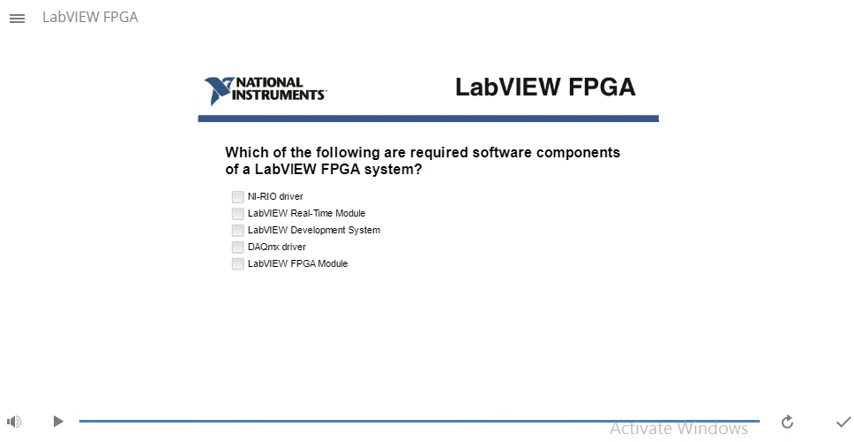 LabVIEW FPGA
NATIONAL
INSTRUMENTS™
LabVIEW FPGA
Which of the following are required software components
of a LabVIEW FPGA system?
NI-RIO driver
LabVIEW Real-Time Module
LabVIEW Development System
DAQmx driver
LabVIEW FPGA Module
Activate Windows